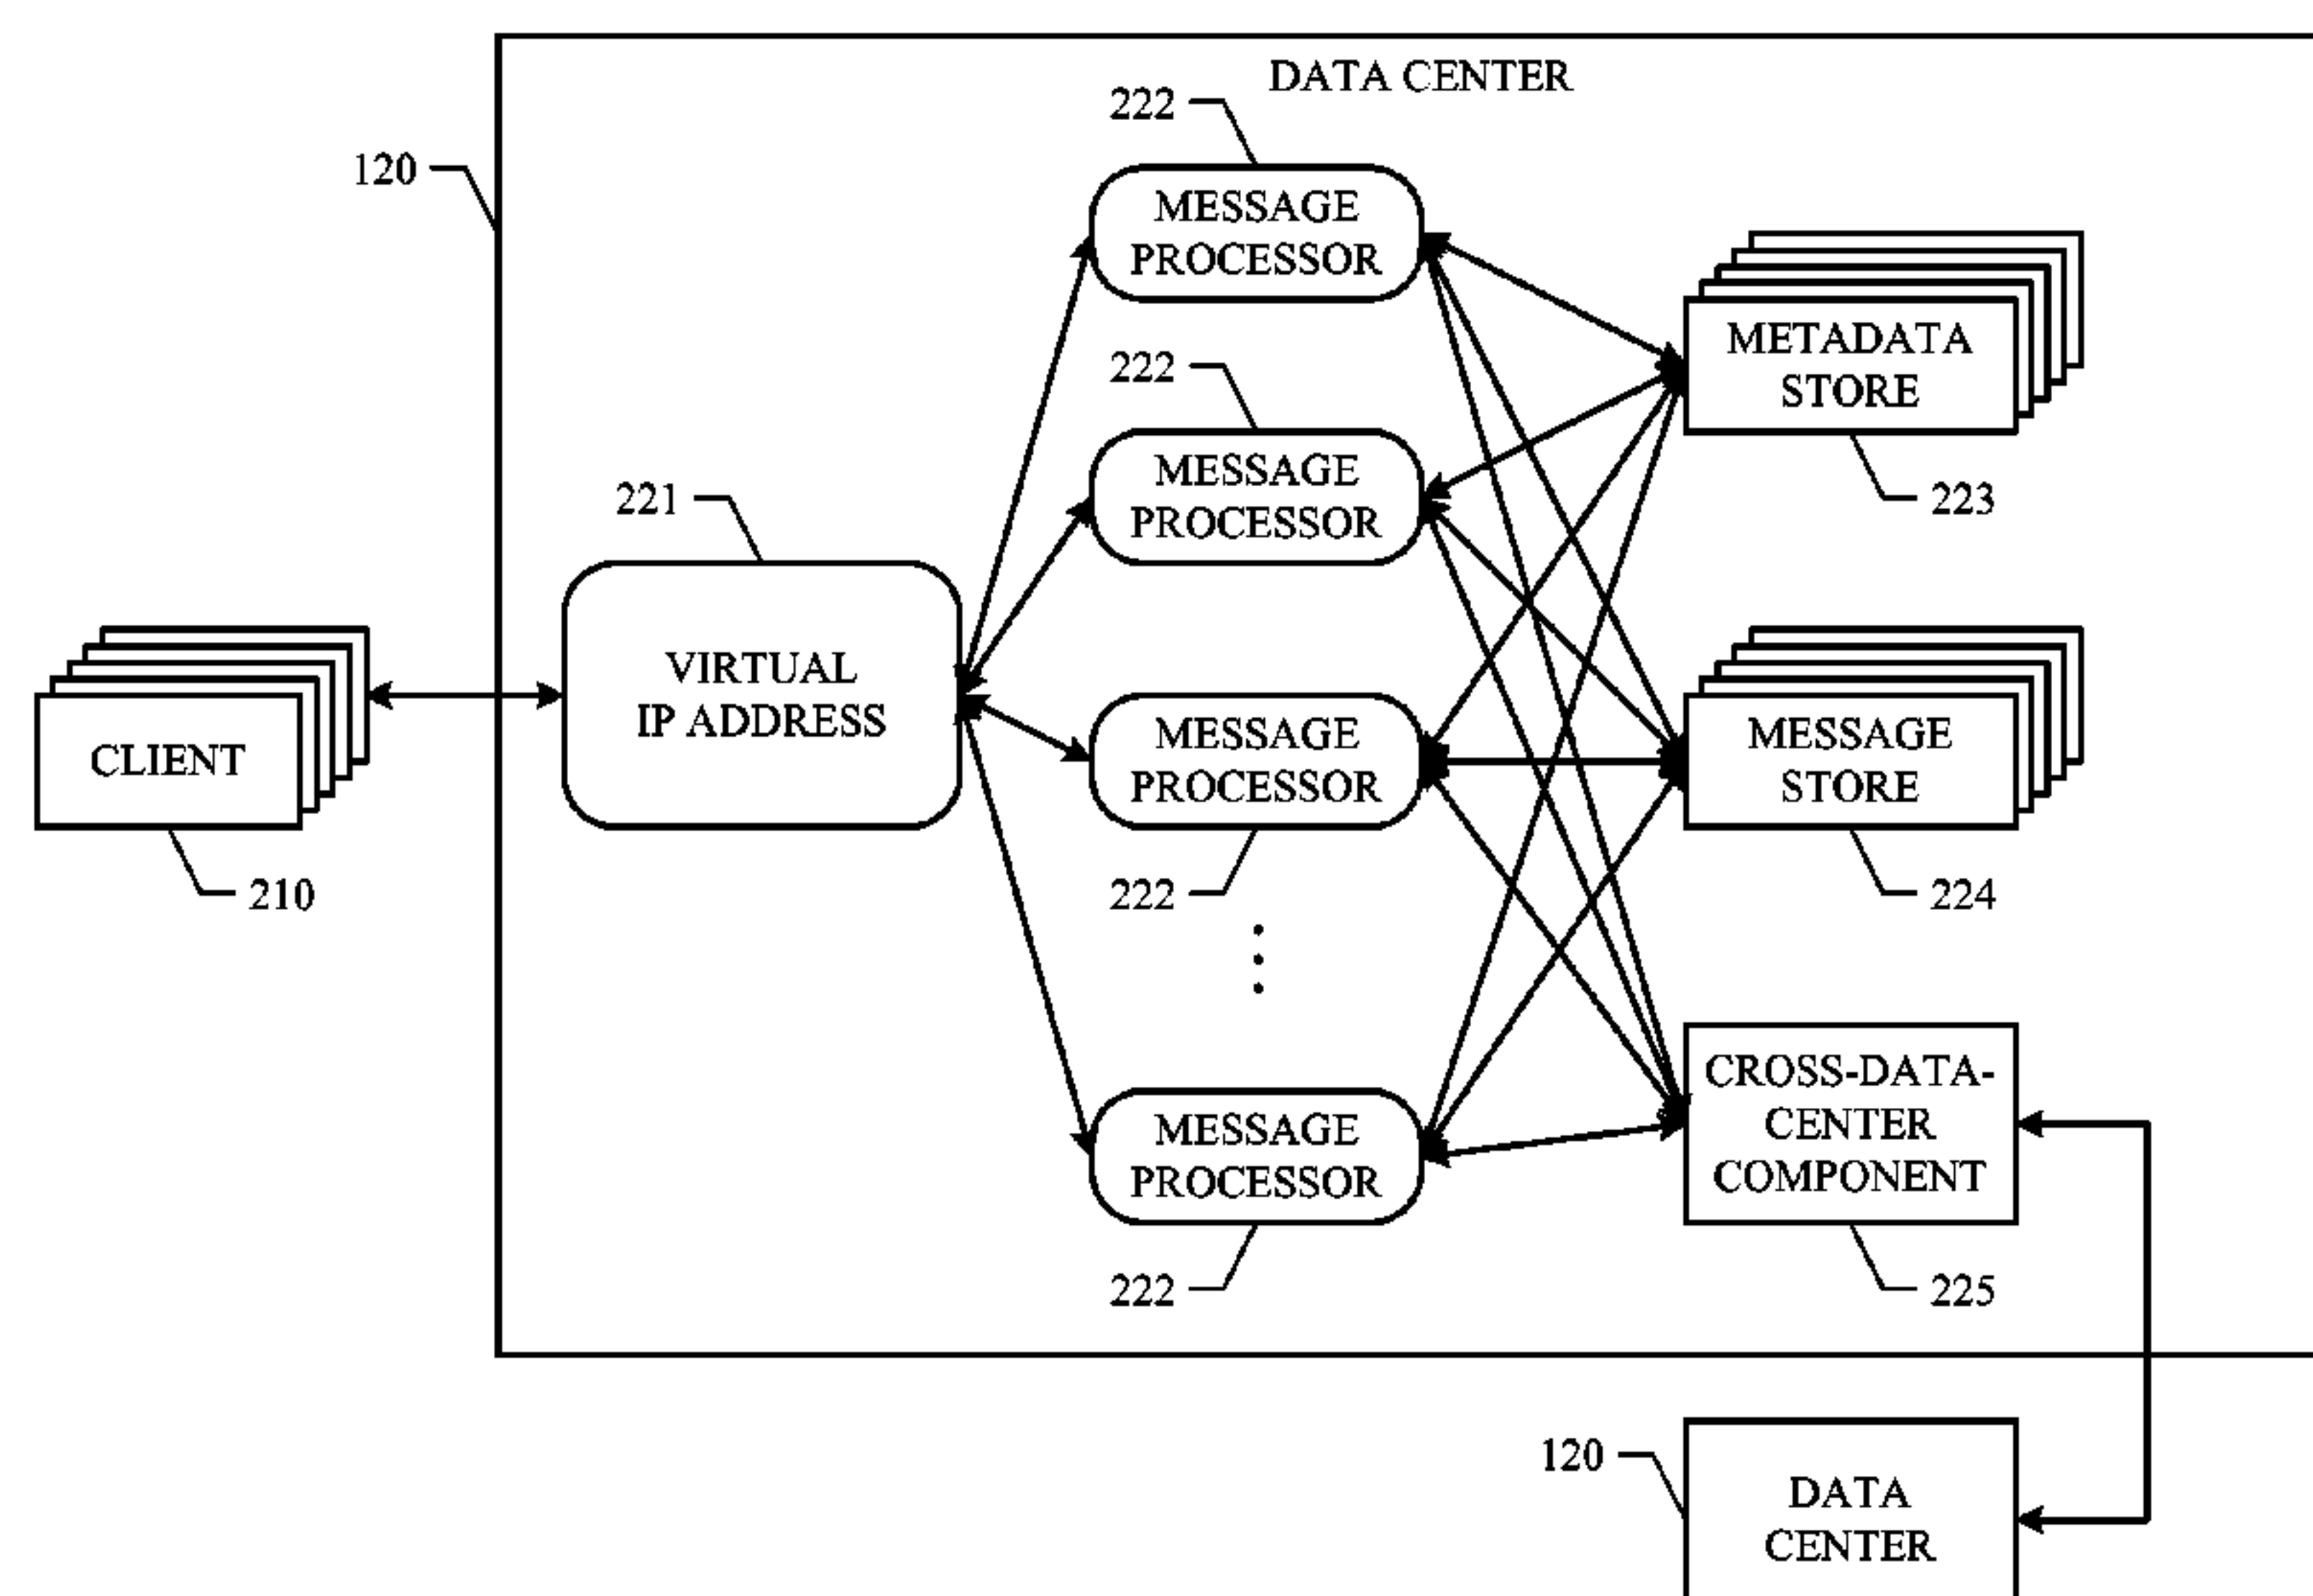 DATA CENTER
222
120
MESSAGE
PROCESSOR
METADATA
STORE
222
223
MESSAGE
PROCESSOR
221
VIRTUAL
IP ADDRESS
CLIENT
210
MESSAGE
PROCESSOR
222
MESSAGE
STORE
224
MESSAGE
PROCESSOR
222
CROSS-DATA-
CENTER
COMPONENT
225
120
DATA
CENTER